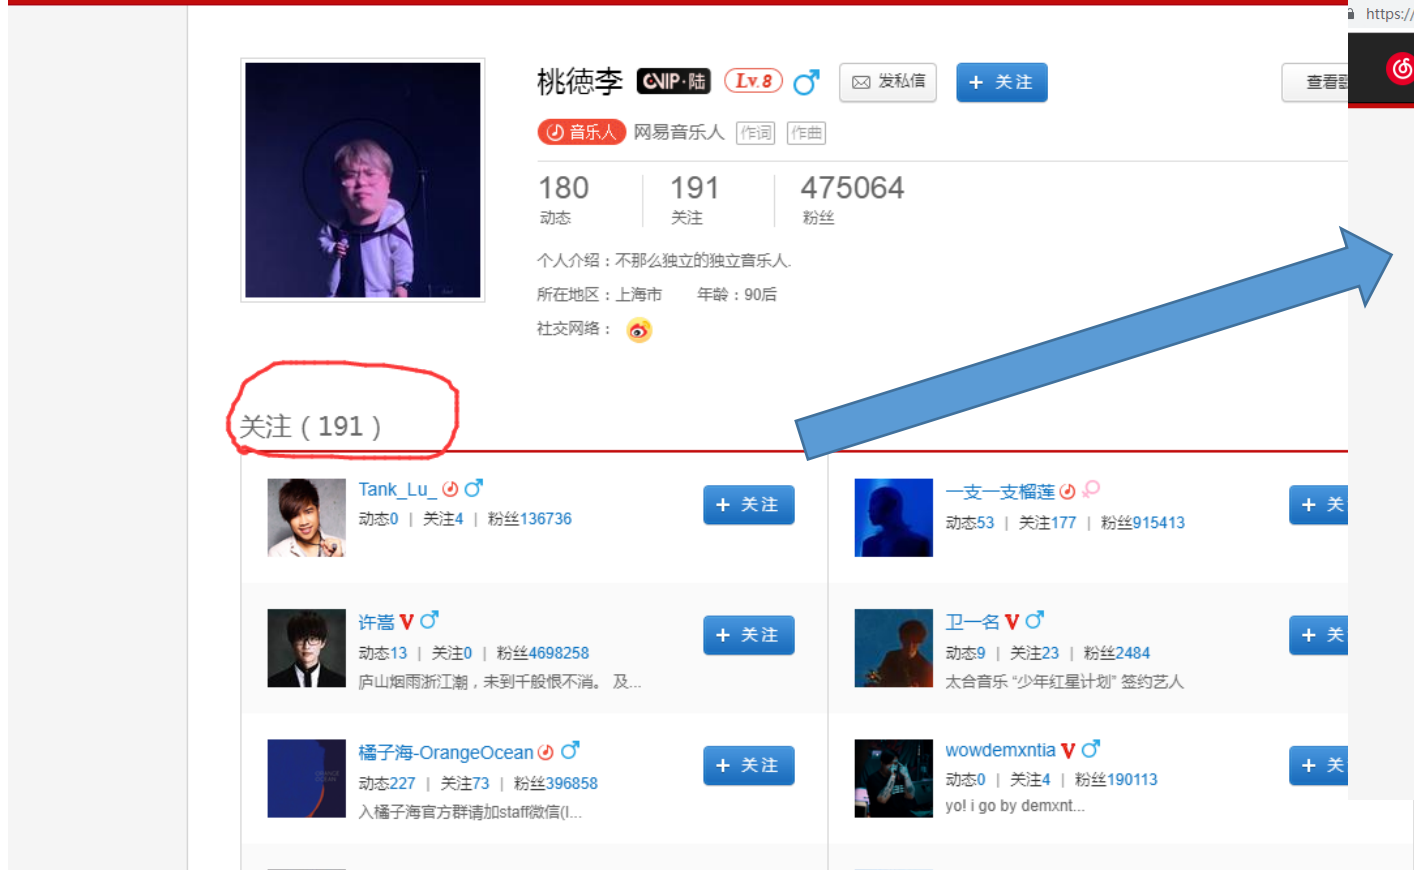 https://
桃徳李 CVIP·陆 Lv.8 发私信 + 关注 查看
音乐人 网易音乐人 作词 作曲
180 191 475064
动态 关注 粉丝
个人介绍：不那么独立的独立音乐人.
所在地区：上海市 年龄：90后
社交网络：
关注（191）
Tank_Lu_ + 关注
动态0 | 关注4 | 粉丝136736
一支一支榴莲 + 关
动态53 | 关注177 | 粉丝915413
许嵩 V + 关注
动态13 | 关注0 | 粉丝4698258
庐山烟雨浙江潮，未到千般恨不消。 及...
卫一名 V + 关
动态9 | 关注23 | 粉丝2484
太合音乐 “少年红星计划” 签约艺人
橘子海-OrangeOcean + 关注
动态227 | 关注73 | 粉丝396858
入橘子海官方群请加staff微信(l...
ORANGE OCEAN
wowdemxntia V + 关
动态0 | 关注4 | 粉丝190113
yo! i go by demxnt...